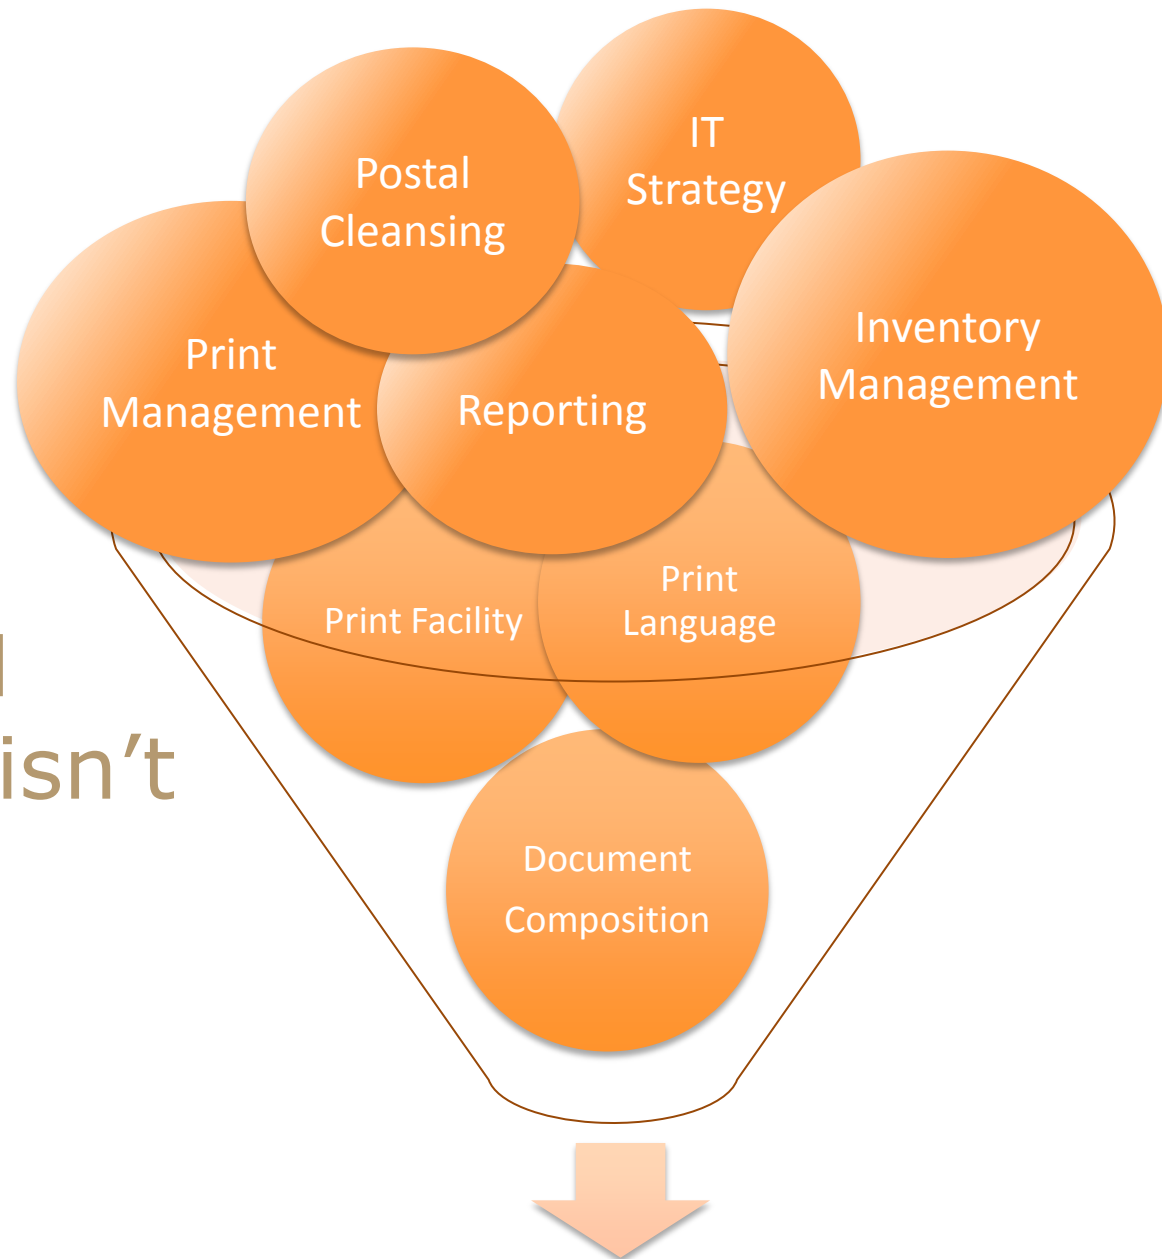 IT
Strategy
Postal
Cleansing
Inventory
Management
Print
Management
Reporting
Print Facility
Print
Language
isn’t
Document
Composition